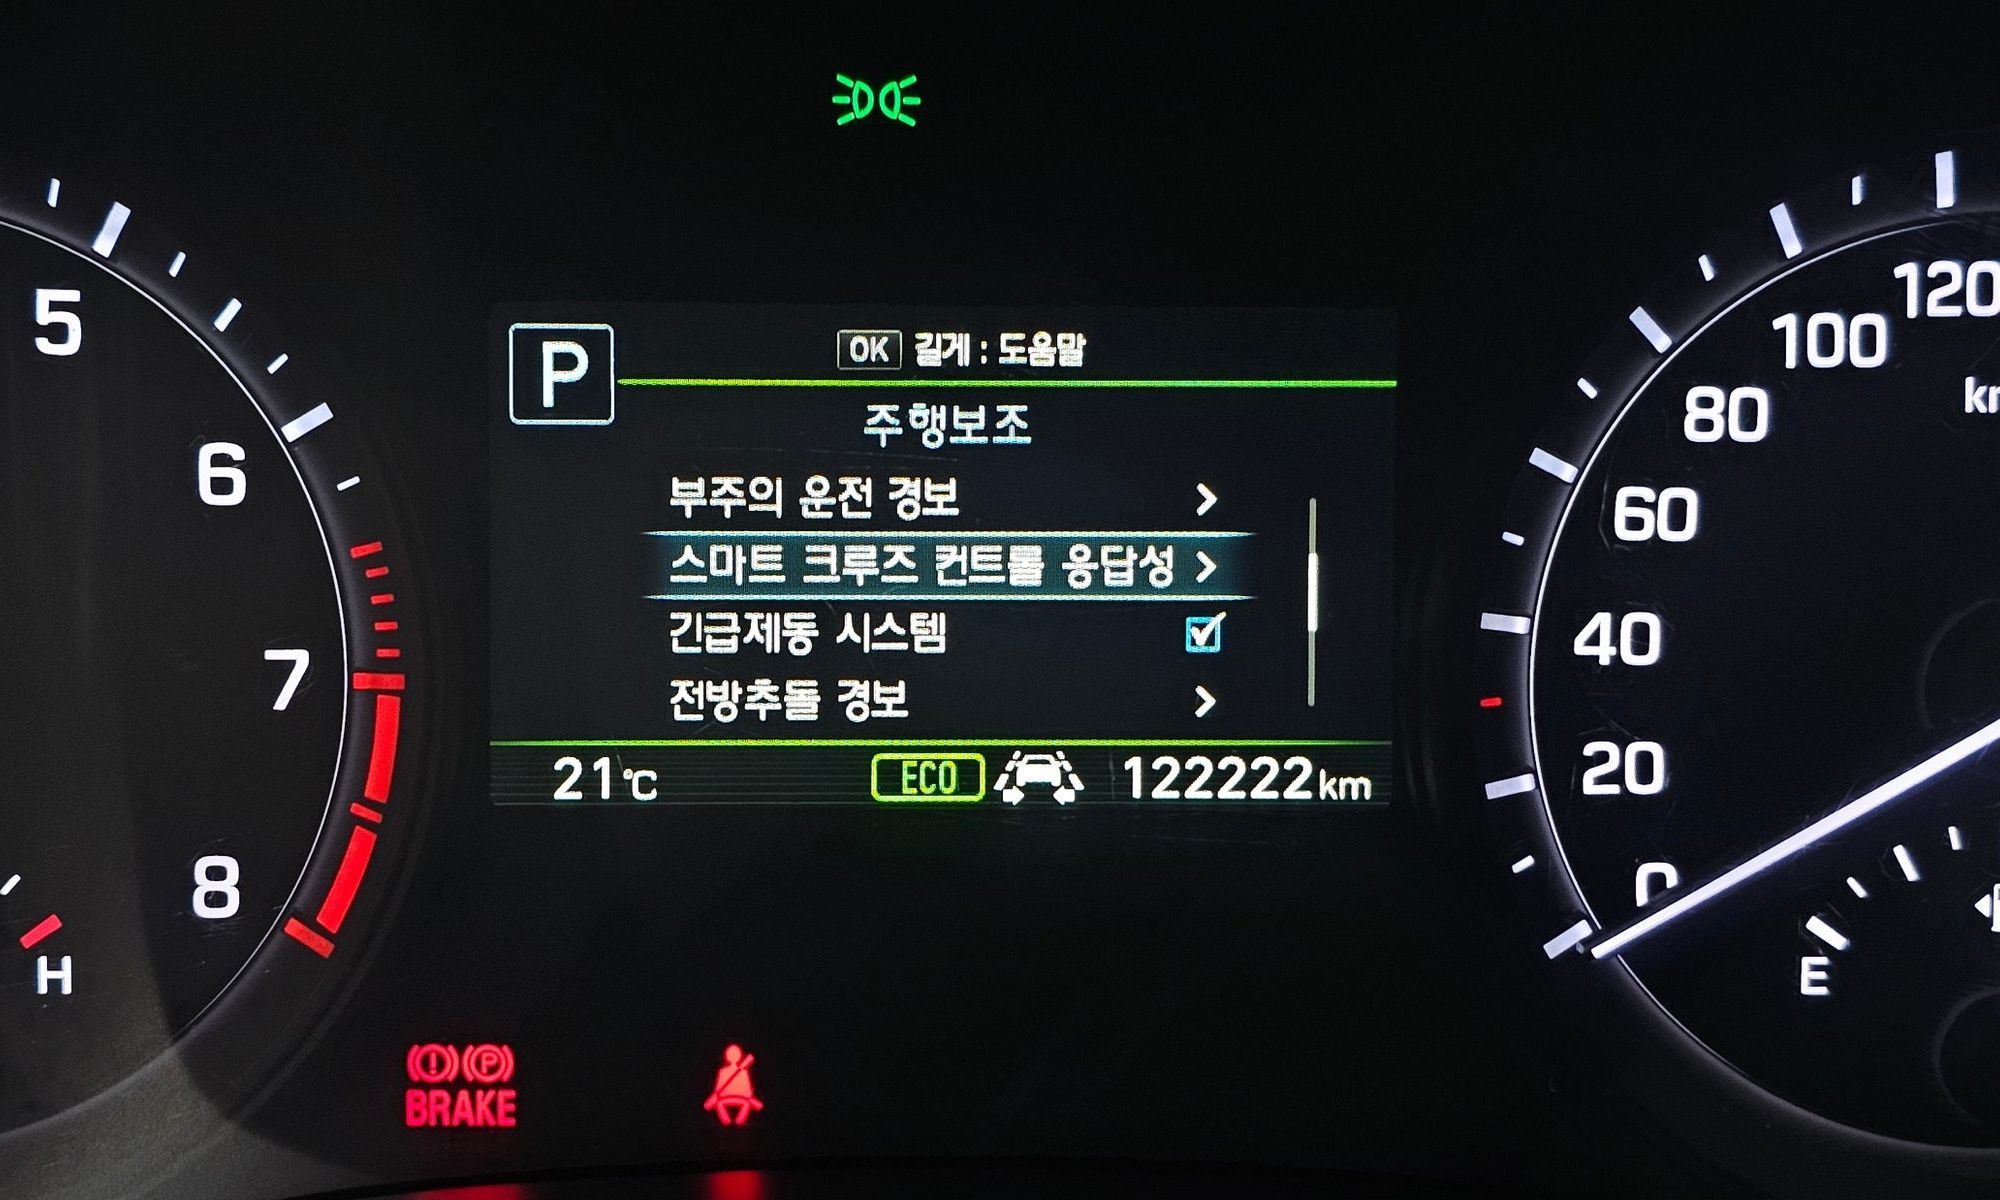 5
6
7
8
H
P
OK 길게 : 도움말
주행보조
부주의 운전 경보
스마트 크루즈 컨트롤 응답성
긴급제동 시스템
전방추돌 경보
21℃
ECO
122222 km
BRAKE
120
100
80
60
40
20
0
E